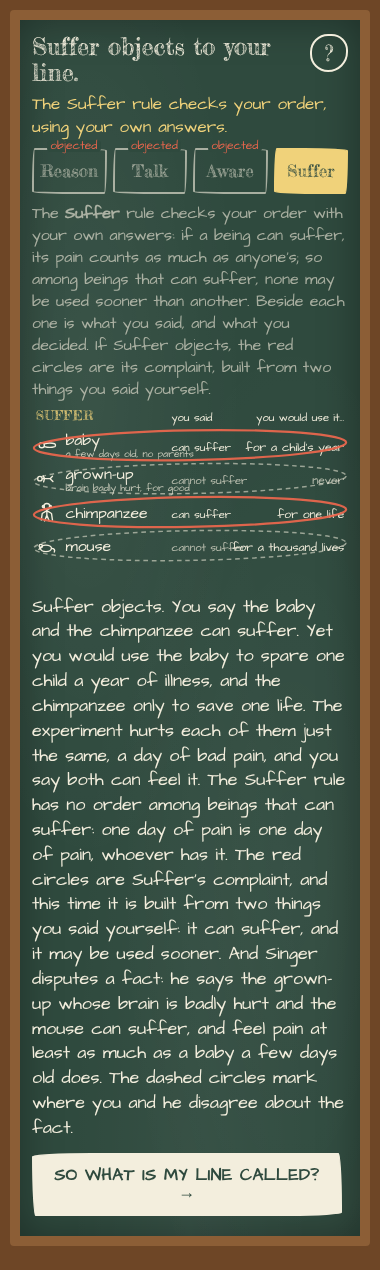 Suffer objects to your
line.
?
The Suffer rule checks your order,
using your own answers.
objected objected objected
Reason Talk Aware Suffer
The Suffer rule checks your order with
your own answers: if a being can suffer,
its pain counts as much as anyone's; so
among beings that can suffer, none may
be used sooner than another. Beside each
one is what you said, and what you
decided. If Suffer objects, the red
circles are its complaint, built from two
things you said yourself.
SUFFER you said you would use it..
baby can suffer for a child's year
a few days old, no parents
grown-up cannot suffer never
brain badly hurt, for good
chimpanzee can suffer for one life
mouse cannot suffer for a thousand lives
Suffer objects. You say the baby
and the chimpanzee can suffer. Yet
you would use the baby to spare one
child a year of illness, and the
chimpanzee only to save one life. The
experiment hurts each of them just
the same, a day of bad pain, and you
say both can feel it. The Suffer rule
has no order among beings that can
suffer: one day of pain is one day
of pain, whoever has it. The red
circles are Suffer's complaint, and
this time it is built from two things
you said yourself: it can suffer, and
it may be used sooner. And Singer
disputes a fact: he says the grown-
up whose brain is badly hurt and the
mouse can suffer, and feel pain at
least as much as a baby a few days
old does. The dashed circles mark
where you and he disagree about the
fact.
SO WHAT IS MY LINE CALLED?
→